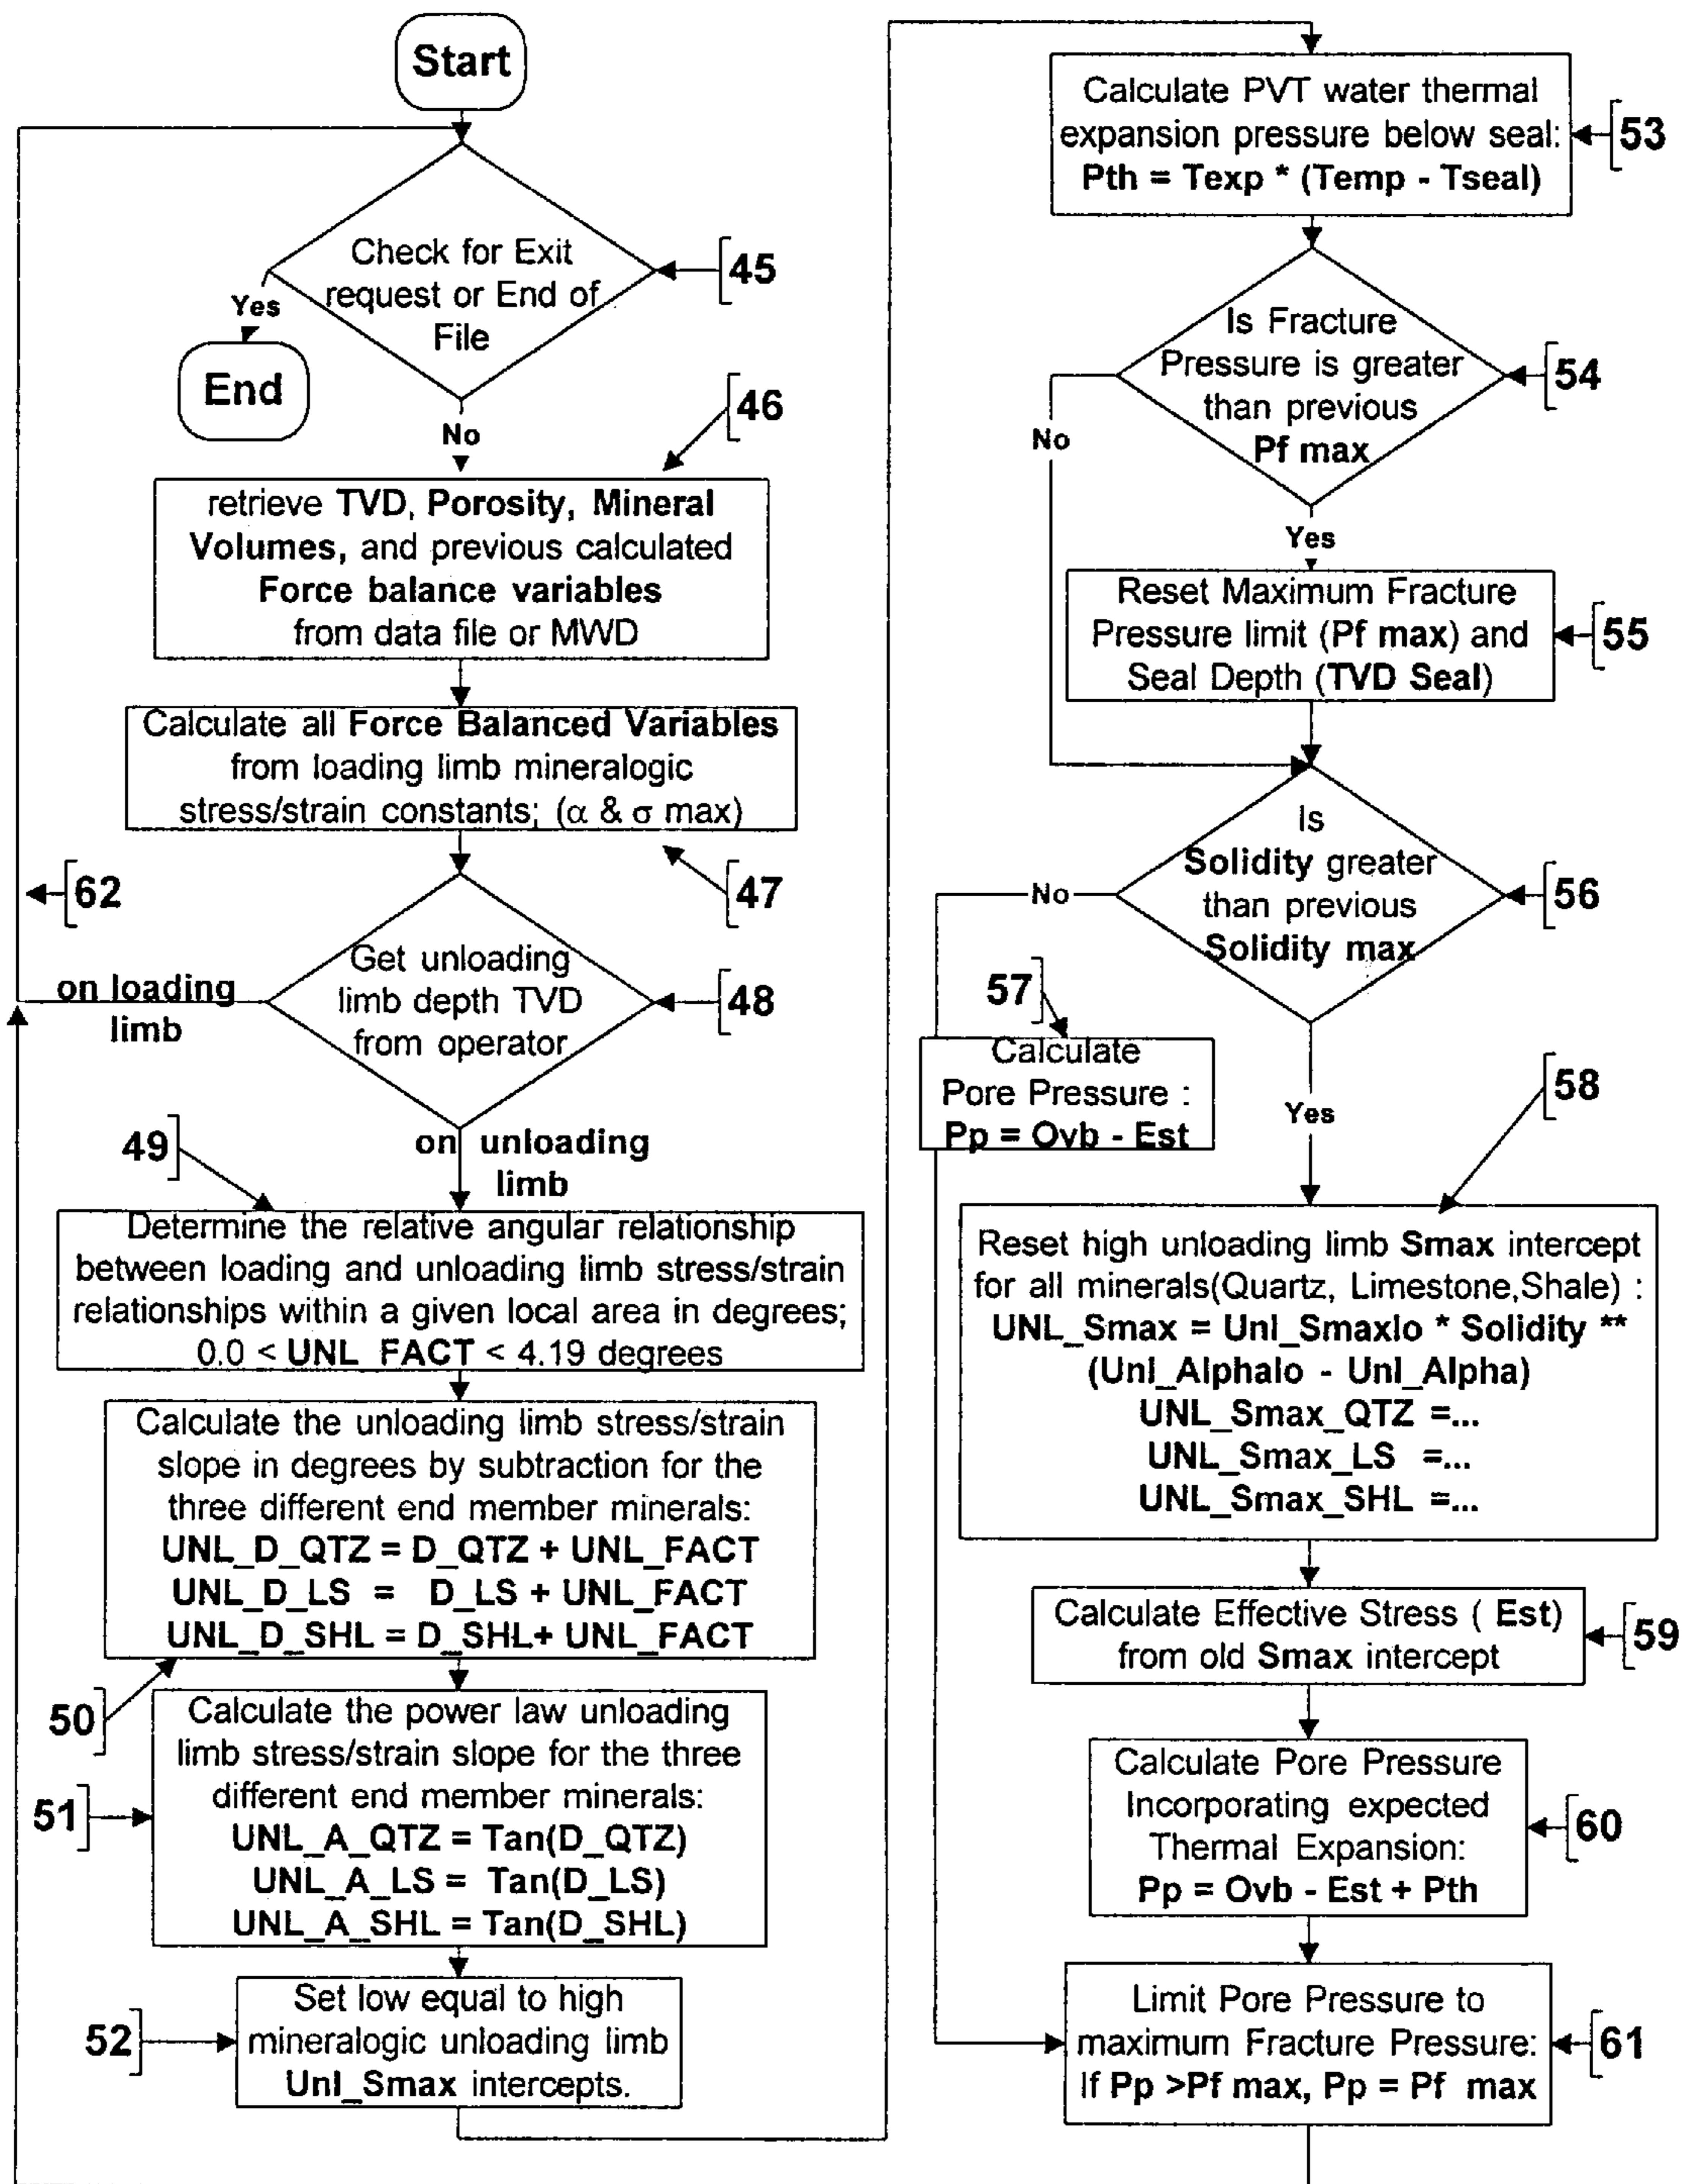 Start
Check for Exit
request or End of
File
45
Yes
End
No
46
retrieve TVD, Porosity, Mineral
Volumes, and previous calculated
Force balance variables
from data file or MWD
Calculate all Force Balanced Variables
from loading limb mineralogic
stress/strain constants; (α & σ max)
47
62
Get unloading
limb depth TVD
from operator
48
on loading
limb
on unloading
limb
49
Determine the relative angular relationship
between loading and unloading limb stress/strain
relationships within a given local area in degrees;
0.0 < UNL_FACT < 4.19 degrees
Calculate the unloading limb stress/strain
slope in degrees by subtraction for the
three different end member minerals:
UNL_D_QTZ = D_QTZ + UNL_FACT
UNL_D_LS = D_LS + UNL_FACT
UNL_D_SHL = D_SHL+ UNL_FACT
50
Calculate the power law unloading
limb stress/strain slope for the three
different end member minerals:
UNL_A_QTZ = Tan(D_QTZ)
UNL_A_LS = Tan(D_LS)
UNL_A_SHL = Tan(D_SHL)
51
Set low equal to high
mineralogic unloading limb
Unl_Smax intercepts.
52
Calculate PVT water thermal
expansion pressure below seal:
Pth = Texp * (Temp - Tseal)
53
Is Fracture
Pressure is greater
than previous
Pf max
54
No
Yes
Reset Maximum Fracture
Pressure limit (Pf max) and
Seal Depth (TVD Seal)
55
Is
Solidity greater
than previous
Solidity max
56
No
57
Calculate
Pore Pressure :
Pp = Ovb - Est
Yes
58
Reset high unloading limb Smax intercept
for all minerals(Quartz, Limestone,Shale) :
UNL_Smax = Unl_Smaxlo * Solidity **
(Unl_Alphalo - Unl_Alpha)
UNL_Smax_QTZ =...
UNL_Smax_LS =...
UNL_Smax_SHL =...
Calculate Effective Stress ( Est)
from old Smax intercept
59
Calculate Pore Pressure
Incorporating expected
Thermal Expansion:
Pp = Ovb - Est + Pth
60
Limit Pore Pressure to
maximum Fracture Pressure:
If Pp >Pf max, Pp = Pf max
61